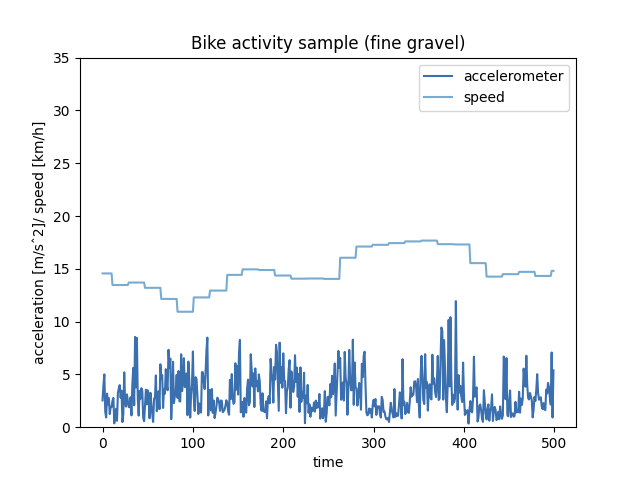 Bike activity sample (fine gravel)
accelerometer
speed
acceleration [m/s^2]/ speed [km/h]
35
30
25
20
15
10
5
0
0 100 200 300 400 500
time